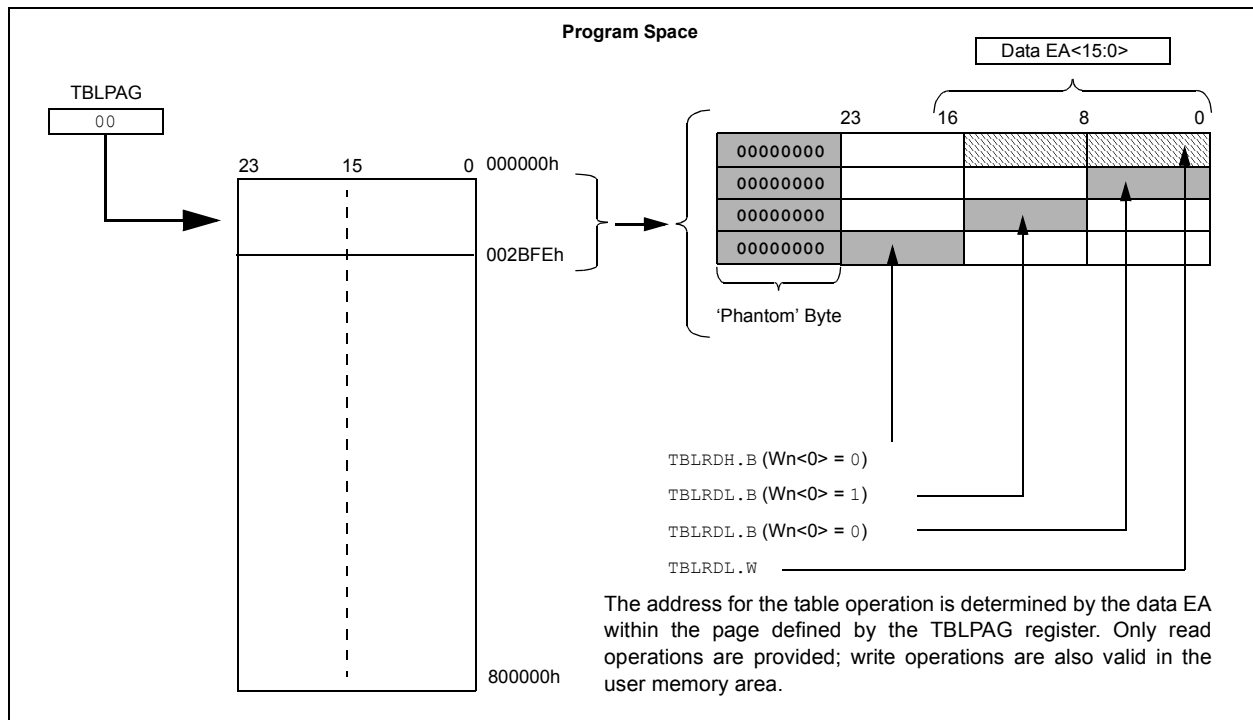 Program Space
Data EA<15:0>
TBLPAG
00
23 16 8 0
23 15 0
000000h
002BFEh
800000h
00000000
00000000
00000000
00000000
‘Phantom’ Byte
TBLRDH.B (Wn<0> = 0)
TBLRDL.B (Wn<0> = 1)
TBLRDL.B (Wn<0> = 0)
TBLRDL.W
The address for the table operation is determined by the data EA
within the page defined by the TBLPAG register. Only read
operations are provided; write operations are also valid in the
user memory area.